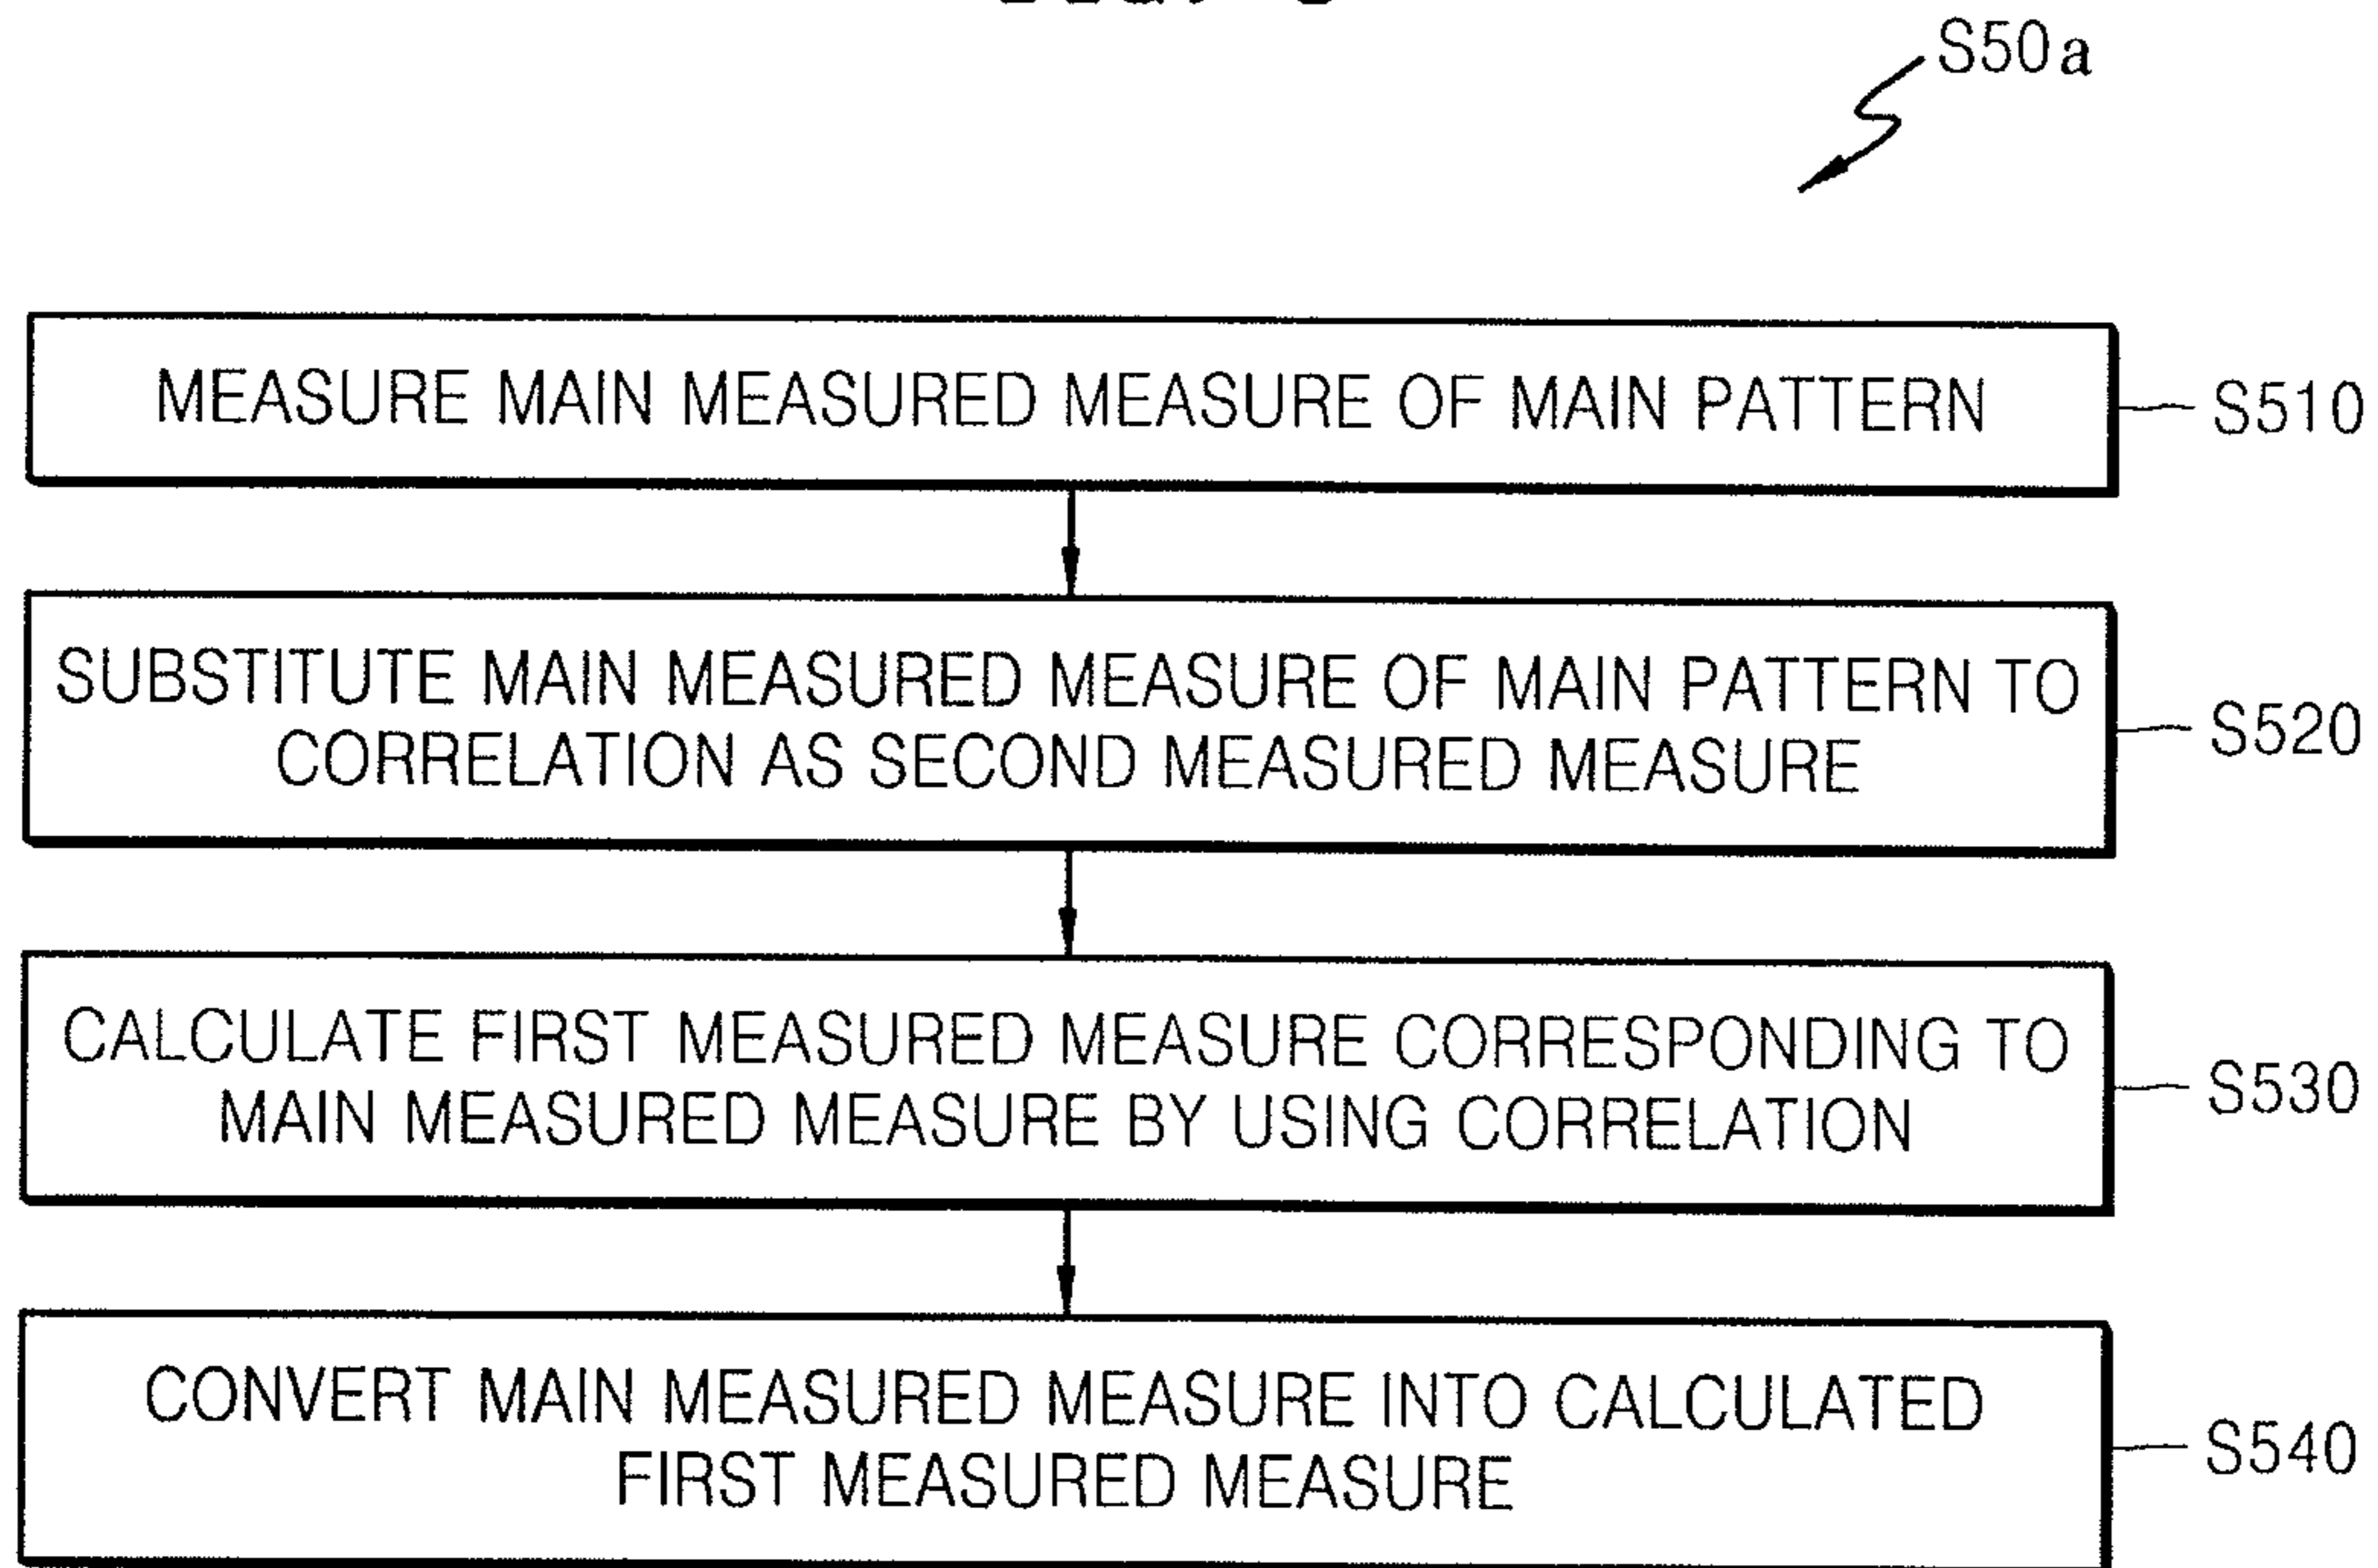 S50a
MEASURE MAIN MEASURED MEASURE OF MAIN PATTERN
S510
SUBSTITUTE MAIN MEASURED MEASURE OF MAIN PATTERN TO
CORRELATION AS SECOND MEASURED MEASURE
S520
CALCULATE FIRST MEASURED MEASURE CORRESPONDING TO
MAIN MEASURED MEASURE BY USING CORRELATION
S530
CONVERT MAIN MEASURED MEASURE INTO CALCULATED
FIRST MEASURED MEASURE
S540